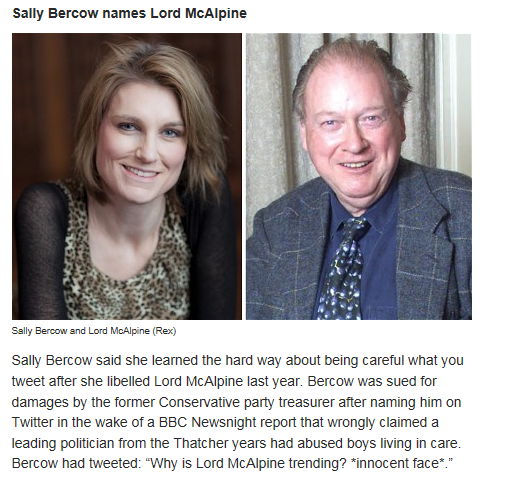 Sally Bercow names Lord McAlpine
Sally Bercow and Lord McAlpine (Rex)
Sally Bercow said she learned the hard way about being careful what you
tweet after she libelled Lord McAlpine last year. Bercow was sued for
damages by the former Conservative party treasurer after naming him on
Twitter in the wake of a BBC Newsnight report that wrongly claimed a
leading politician from the Thatcher years had abused boys living in care.
Bercow had tweeted: “Why is Lord McAlpine trending? *innocent face*.”